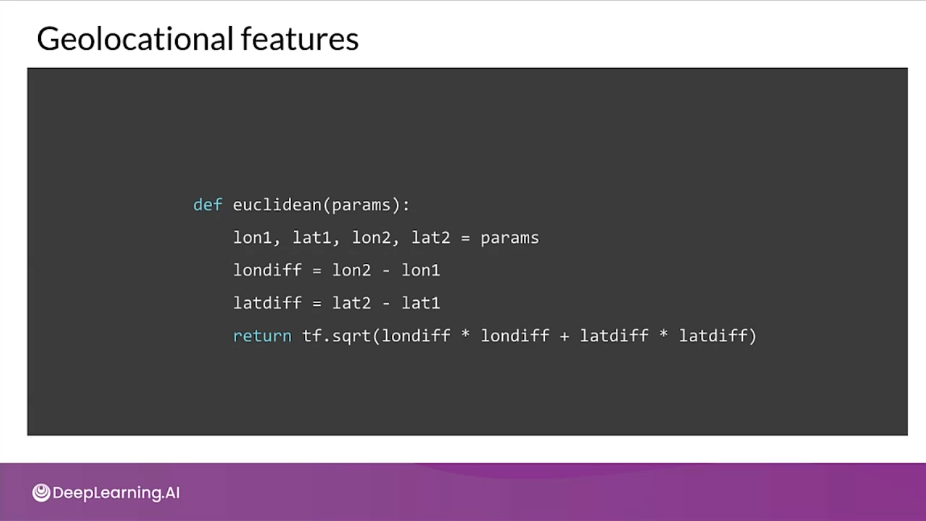 Geolocational features
def euclidean(params):
lon1, lat1, lon2, lat2 = params
londiff = lon2 - lon1
latdiff = lat2 - lat1
return tf.sqrt(londiff * londiff + latdiff * latdiff)
DeepLearning.AI